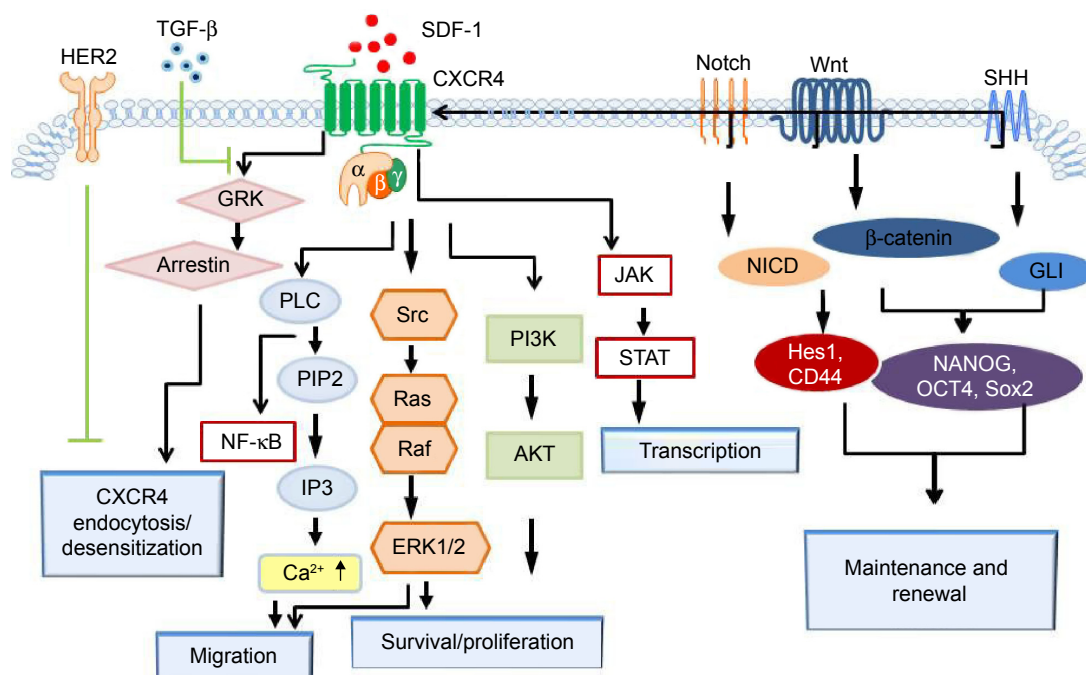 TGF-β
SDF-1
HER2
CXCR4
Notch
Wnt
SHH
α
β
γ
GRK
Arrestin
β-catenin
NICD
GLI
JAK
PLC
Src
PI3K
STAT
Hes1,
CD44
NANOG,
OCT4, Sox2
PIP2
Ras
NF-κB
Raf
AKT
Transcription
IP3
CXCR4
endocytosis/
desensitization
ERK1/2
Ca²⁺ ↑
Maintenance and
renewal
Survival/proliferation
Migration